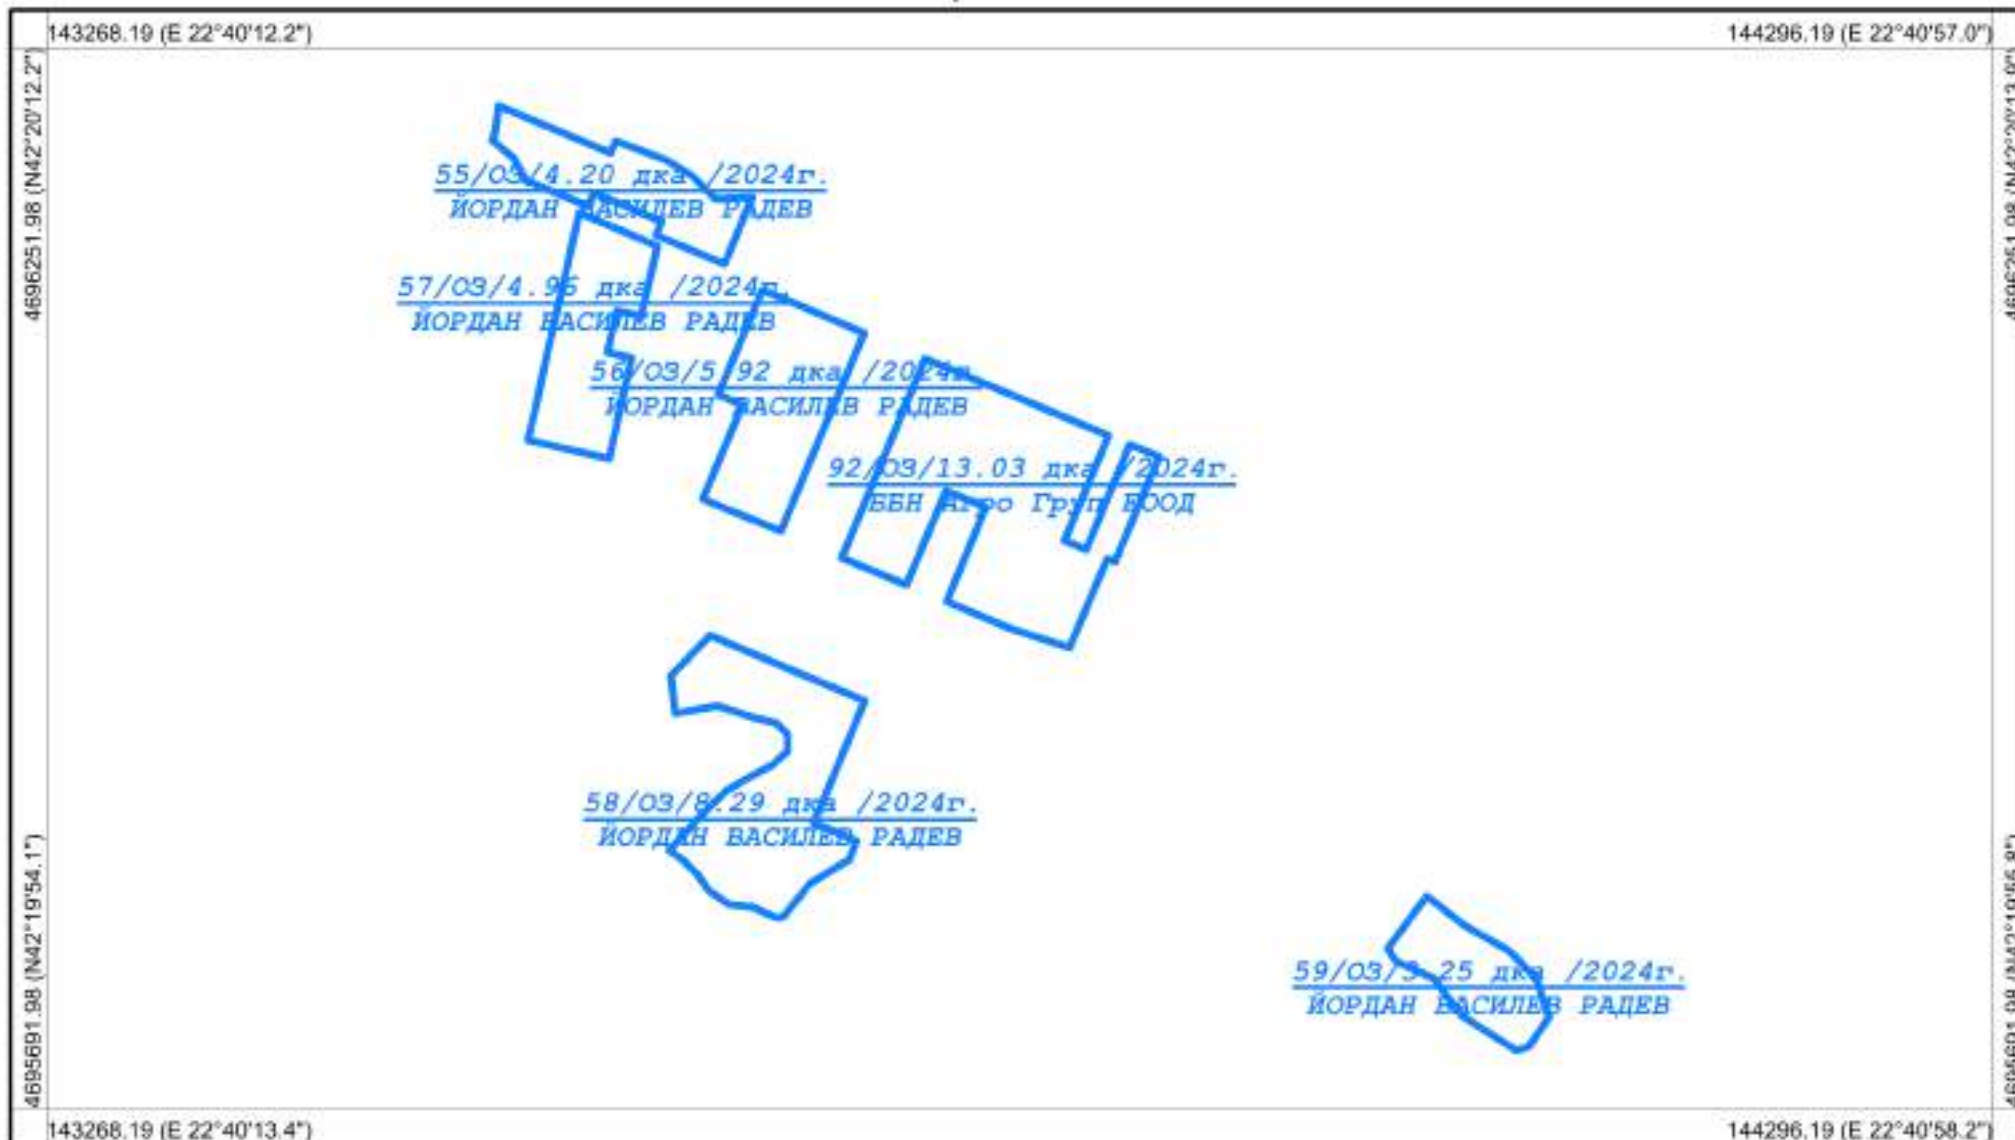 143268.19 (E 22°40'12.2")
144296.19 (E 22°40'57.0")
4696251.98 (N42°20'12.2")
55/ОЗ/4.20 дка /2024г.
ЙОРДАН ВАСИЛЕВ РАДЕВ
57/ОЗ/4.96 дка /2024г.
ЙОРДАН ВАСИЛЕВ РАДЕВ
56/ОЗ/5.92 дка /2024г.
ЙОРДАН ВАСИЛЕВ РАДЕВ
92/ОЗ/13.03 дка /2024г.
ББН Агро Груп ЕООД
58/ОЗ/8.29 дка /2024г.
ЙОРДАН ВАСИЛЕВ РАДЕВ
4695691.98 (N42°19'54.1")
59/ОЗ/3.25 дка /2024г.
ЙОРДАН ВАСИЛЕВ РАДЕВ
143268.19 (E 22°40'13.4")
144296.19 (E 22°40'58.2")